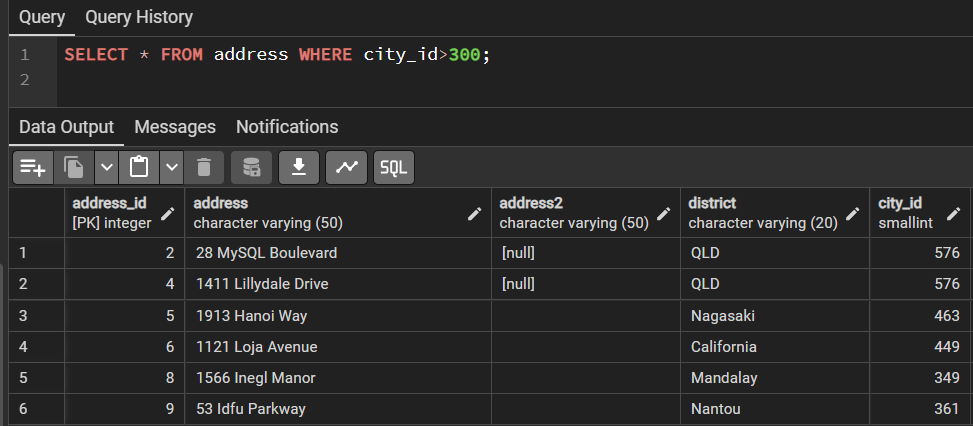 Query Query History
1 SELECT * FROM address WHERE city_id>300;
2
Data Output Messages Notifications
SQL
address_id address address2 district city_id
[PK] integer character varying (50) character varying (50) character varying (20) smallint
1 2 28 MySQL Boulevard [null] QLD 576
2 4 1411 Lillydale Drive [null] QLD 576
3 5 1913 Hanoi Way Nagasaki 463
4 6 1121 Loja Avenue California 449
5 8 1566 Inegl Manor Mandalay 349
6 9 53 Idfu Parkway Nantou 361